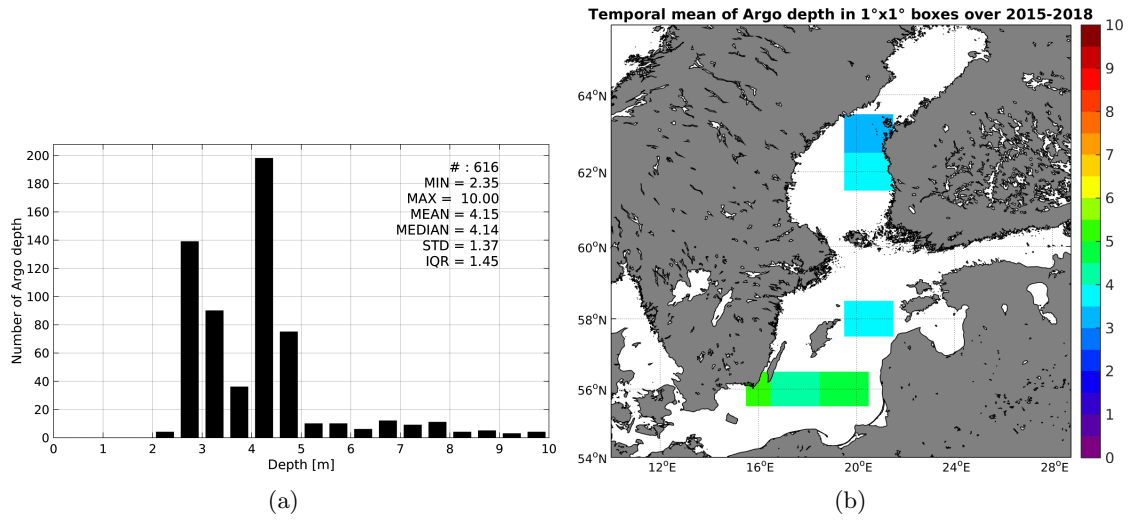 Temporal mean of Argo depth in 1°x1° boxes over 2015-2018
200
180
160
140
120
100
80
60
40
20
0
Number of Argo depth
# : 616
MIN = 2.35
MAX = 10.00
MEAN = 4.15
MEDIAN = 4.14
STD = 1.37
IQR = 1.45
0 1 2 3 4 5 6 7 8 9 10
Depth [m]
(a)
64°N
62°N
60°N
58°N
56°N
54°N
12°E 16°E 20°E 24°E 28°E
10
9
8
7
6
5
4
3
2
1
0
(b)